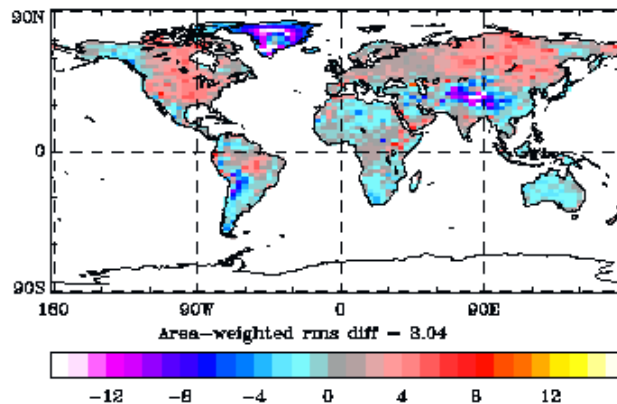 90N
0
90S
180 90W 0 90E
Area-weighted rms diff = 3.04
-12 -8 -4 0 4 8 12